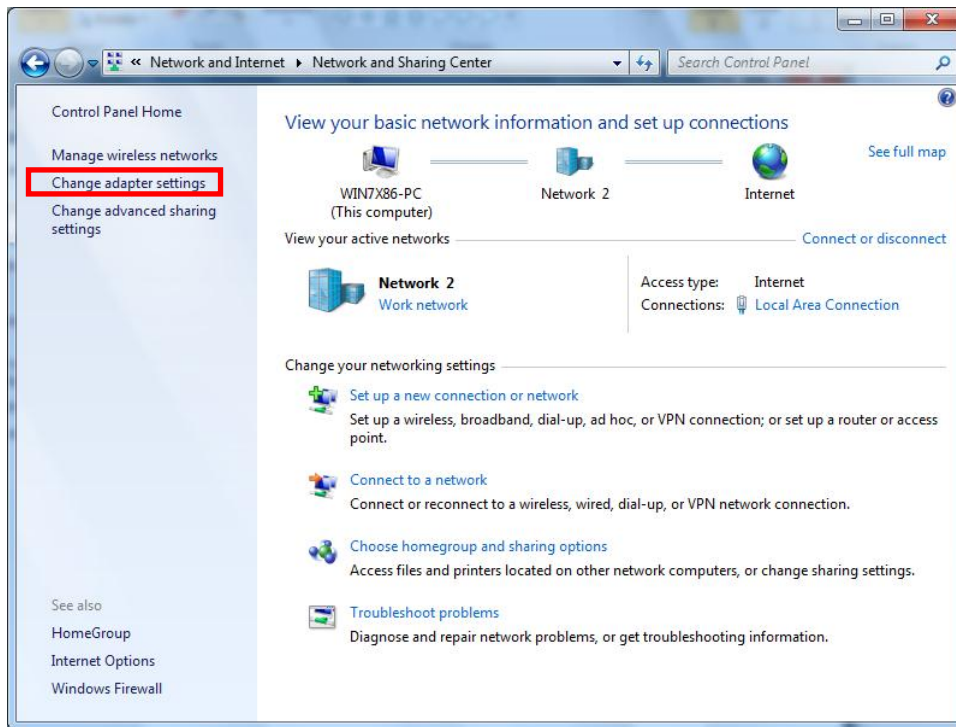 « Network and Internet ▸ Network and Sharing Center
Search Control Panel
Control Panel Home
Manage wireless networks
Change adapter settings
Change advanced sharing
settings
See also
HomeGroup
Internet Options
Windows Firewall
View your basic network information and set up connections
See full map
WIN7X86-PC
(This computer)
Network 2
Internet
View your active networks
Connect or disconnect
Network 2
Work network
Access type: Internet
Connections: Local Area Connection
Change your networking settings
Set up a new connection or network
Set up a wireless, broadband, dial-up, ad hoc, or VPN connection; or set up a router or access
point.
Connect to a network
Connect or reconnect to a wireless, wired, dial-up, or VPN network connection.
Choose homegroup and sharing options
Access files and printers located on other network computers, or change sharing settings.
Troubleshoot problems
Diagnose and repair network problems, or get troubleshooting information.